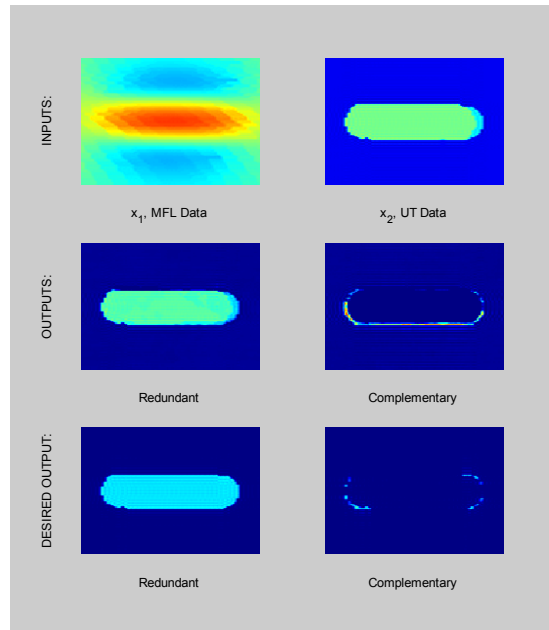 INPUTS:
x1, MFL Data
x2, UT Data
OUTPUTS:
Redundant
Complementary
DESIRED OUTPUT:
Redundant
Complementary